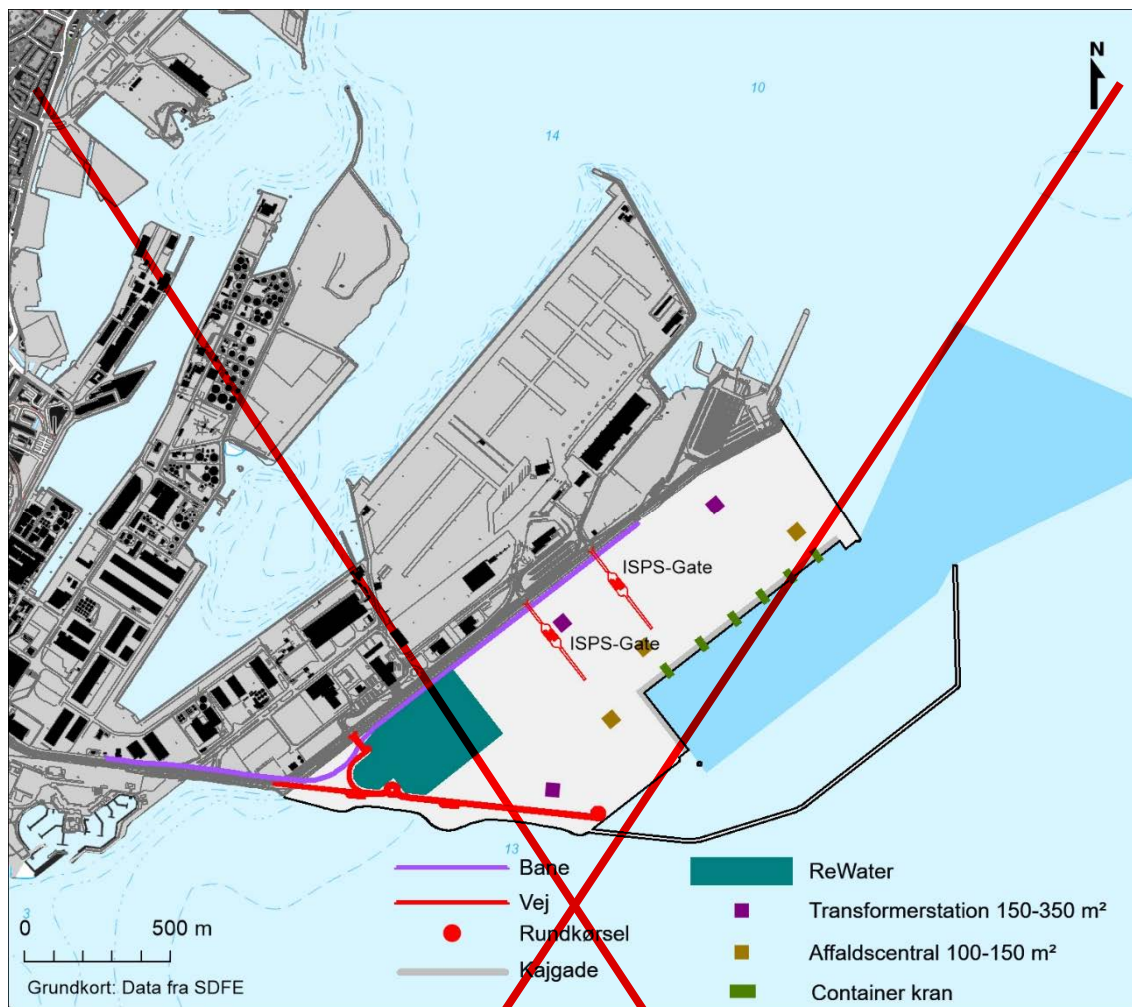 N
10
14
ISPS-Gate
ISPS-Gate
13
3
0 500 m
Grundkort: Data fra SDFE
Bane
Vej
Rundkørsel
Kajgade
ReWater
Transformerstation 150-350 m²
Affaldscentral 100-150 m²
Container kran